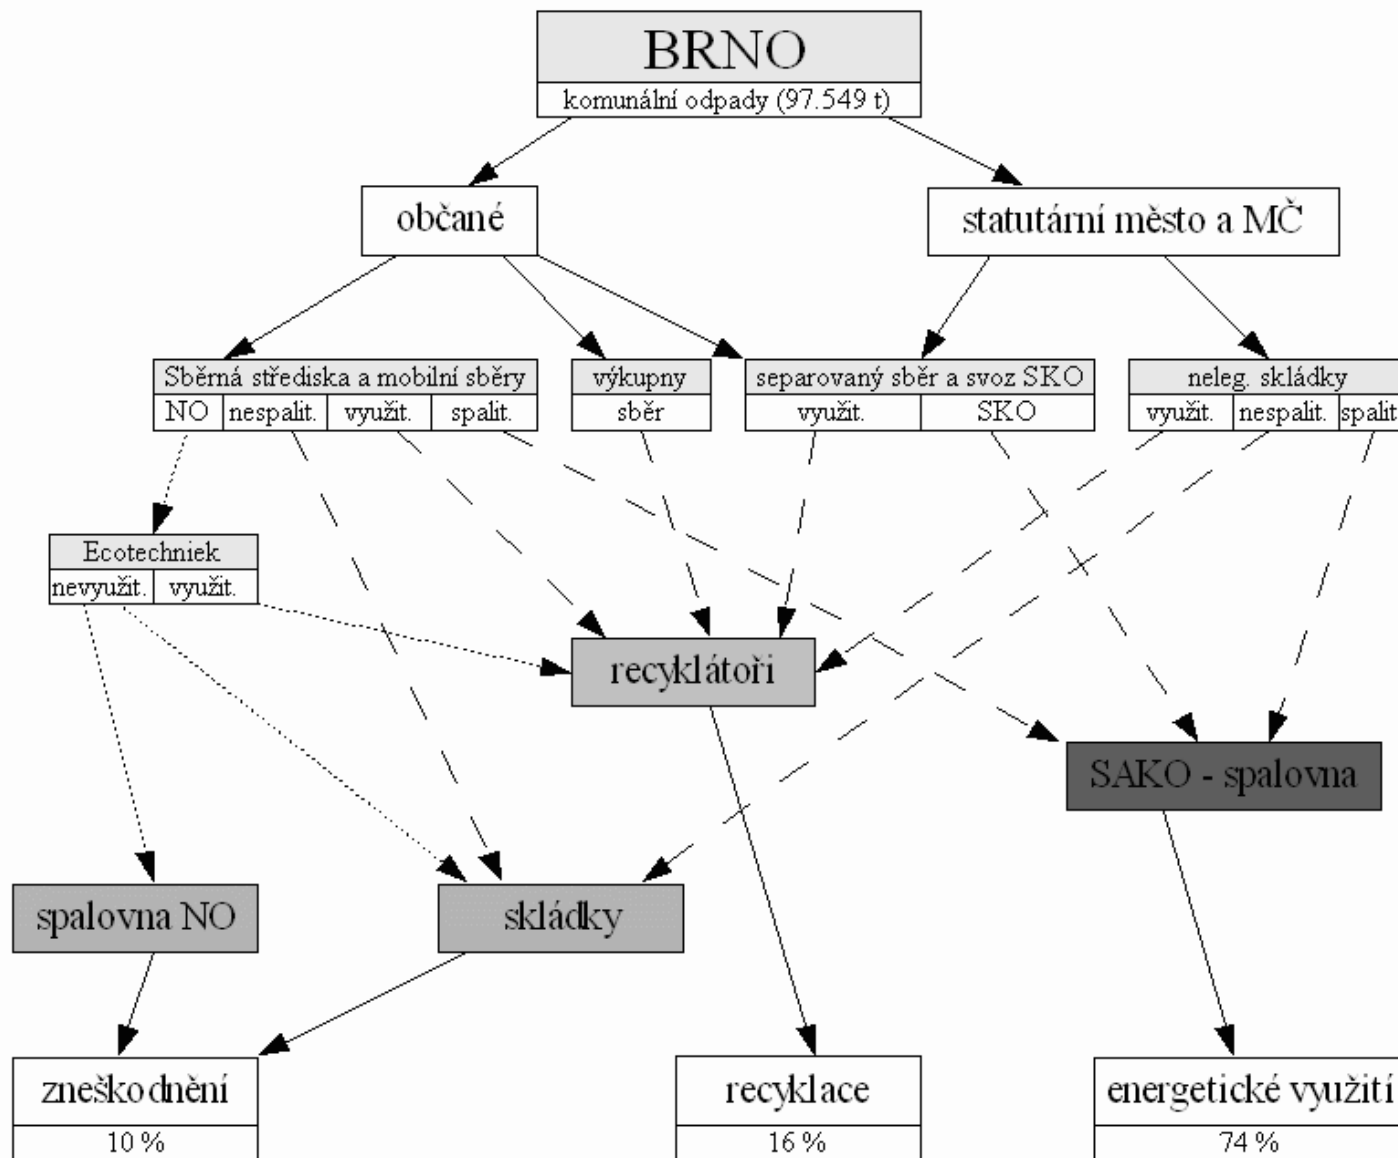 BRNO
komunální odpady (97.549 t)
občané
statutární město a MČ
Sběrná střediska a mobilní sběry
NO nespalit. využit. spalit.
výkupny
sběr
separovaný sběr a svoz SKO
využit. SKO
neleg. skládky
využit. nespalit. spalit.
Ecotechniek
nevyužit. využit.
recyklátoři
SAKO - spalovna
spalovna NO
skládky
zneškodnění
10 %
recyklace
16 %
energetické využití
74 %